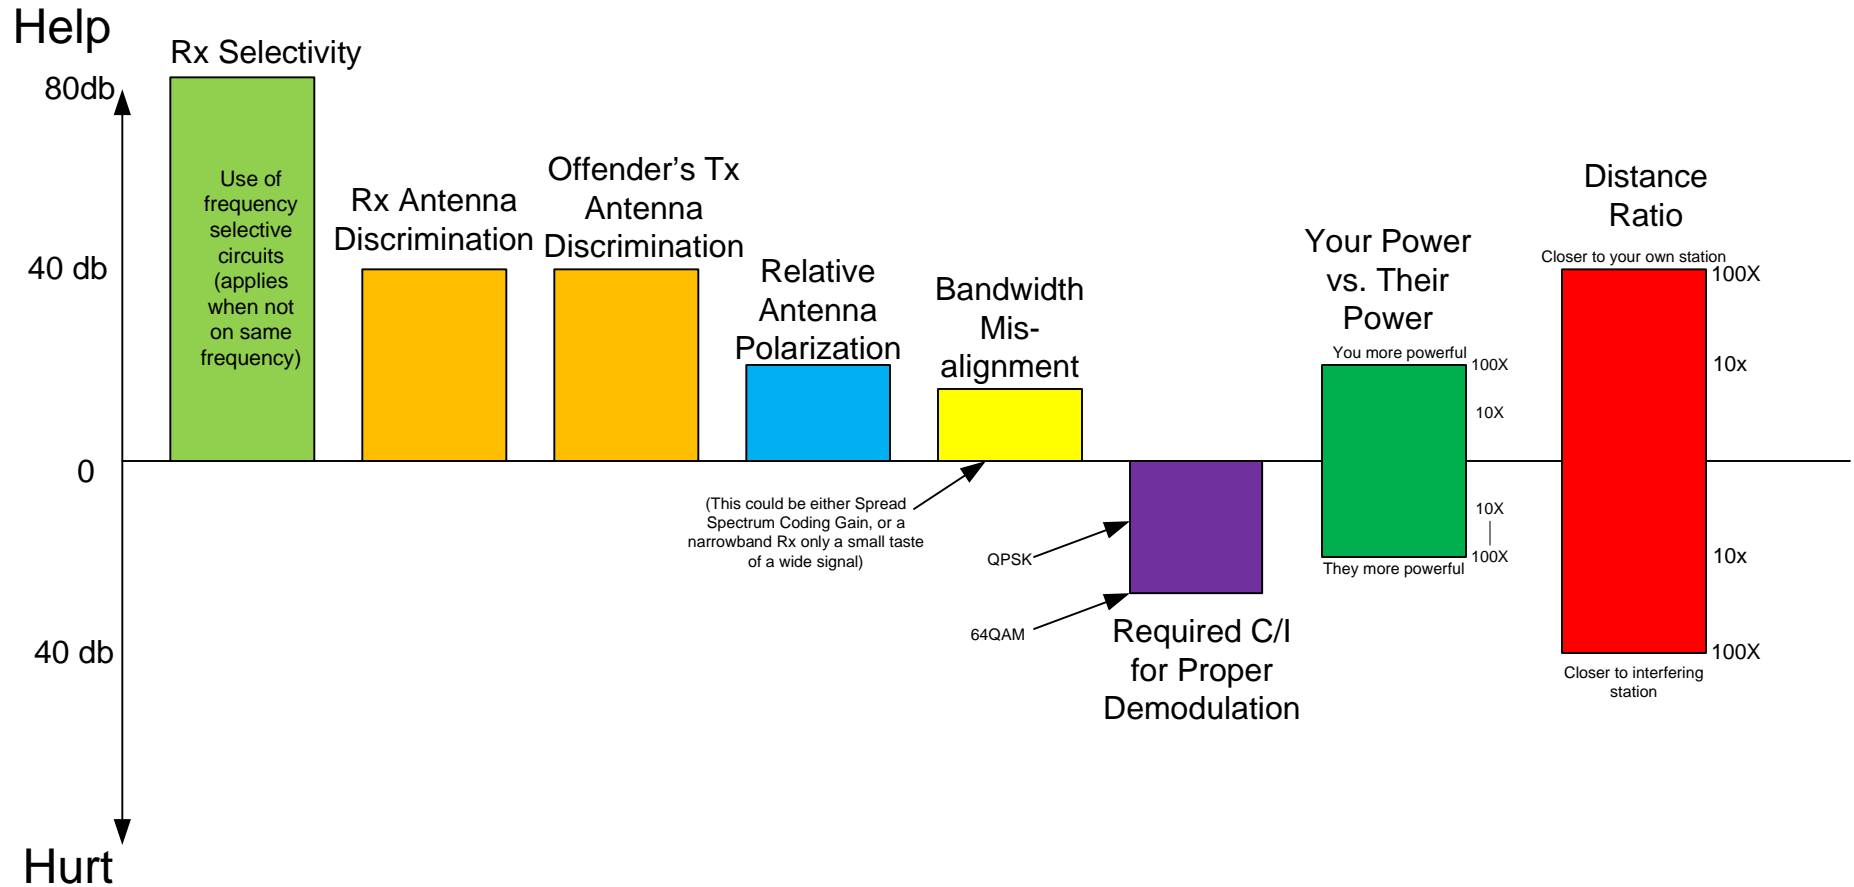 Help
80db
40 db
0
40 db
Hurt
Rx Selectivity
Use of
frequency
selective
circuits
(applies
when not
on same
frequency)
Rx Antenna
Discrimination
Offender’s Tx
Antenna
Discrimination
Relative
Antenna
Polarization
Bandwidth
Mis-
alignment
(This could be either Spread
Spectrum Coding Gain, or a
narrowband Rx only a small taste
of a wide signal)
QPSK
64QAM
Required C/I
for Proper
Demodulation
Your Power
vs. Their
Power
You more powerful
100X
10X
10X
100X
They more powerful
Distance
Ratio
Closer to your own station
100X
10x
10x
100X
Closer to interfering
station